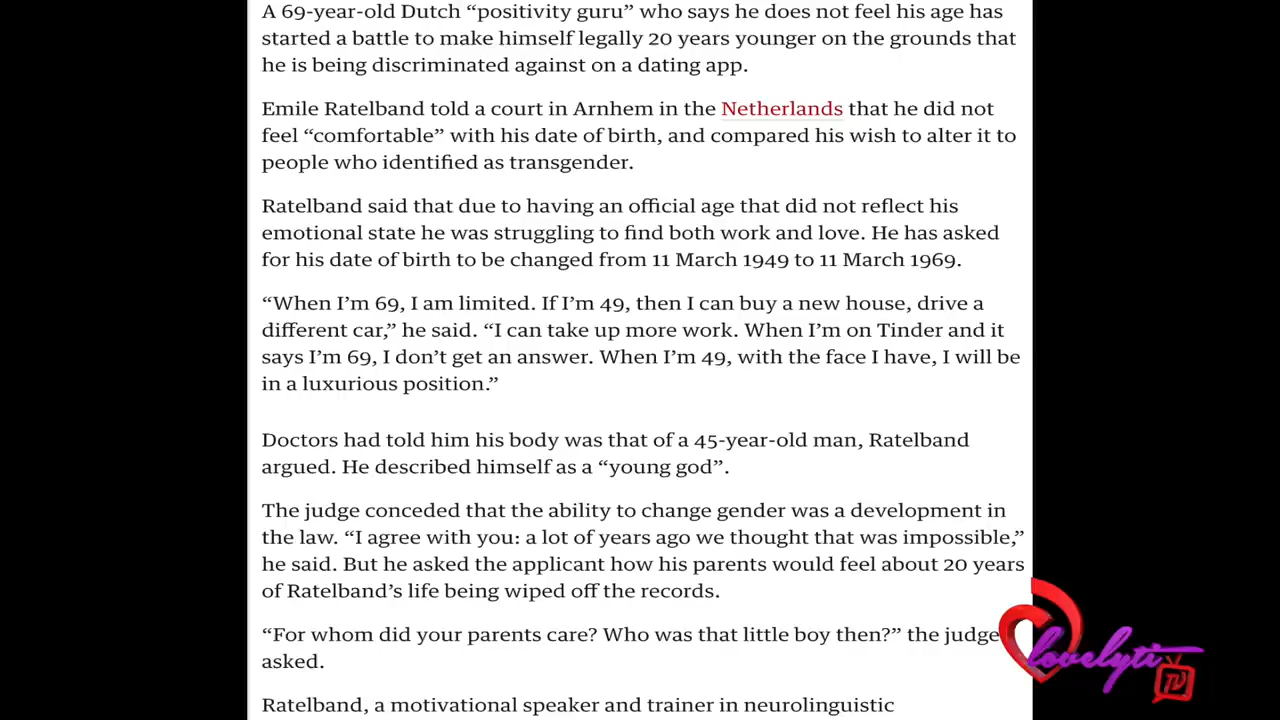 A 69-year-old Dutch “positivity guru” who says he does not feel his age has
started a battle to make himself legally 20 years younger on the grounds that
he is being discriminated against on a dating app.
Emile Ratelband told a court in Arnhem in the Netherlands that he did not
feel “comfortable” with his date of birth, and compared his wish to alter it to
people who identified as transgender.
Ratelband said that due to having an official age that did not reflect his
emotional state he was struggling to find both work and love. He has asked
for his date of birth to be changed from 11 March 1949 to 11 March 1969.
“When I’m 69, I am limited. If I’m 49, then I can buy a new house, drive a
different car,” he said. “I can take up more work. When I’m on Tinder and it
says I’m 69, I don’t get an answer. When I’m 49, with the face I have, I will be
in a luxurious position.”
Doctors had told him his body was that of a 45-year-old man, Ratelband
argued. He described himself as a “young god”.
The judge conceded that the ability to change gender was a development in
the law. “I agree with you: a lot of years ago we thought that was impossible,”
he said. But he asked the applicant how his parents would feel about 20 years
of Ratelband’s life being wiped off the records.
“For whom did your parents care? Who was that little boy then?” the judge
asked.
Ratelband, a motivational speaker and trainer in neurolinguistic
lovelyti
TV